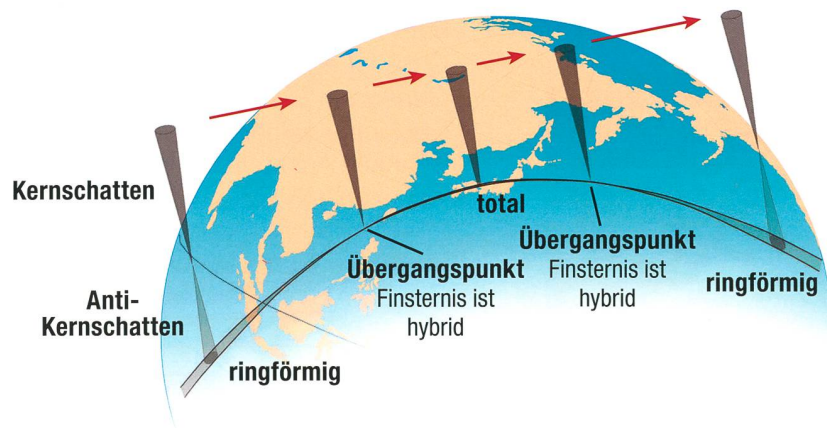 Kernschatten
Anti-
Kernschatten
ringförmig
Übergangspunkt
Finsternis ist
hybrid
total
Übergangspunkt
Finsternis ist
hybrid
ringförmig